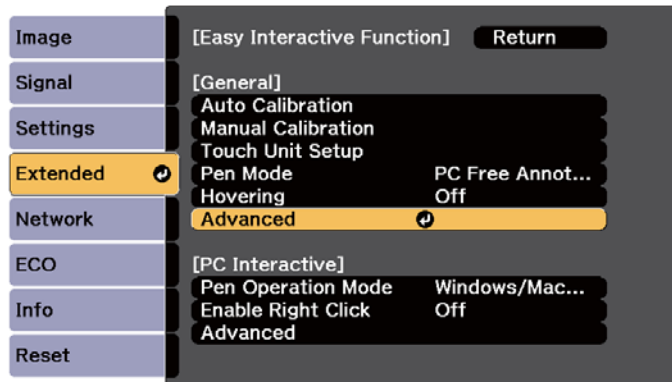 Image
Signal
Settings
Extended
Network
ECO
Info
Reset
[Easy Interactive Function] Return
[General]
Auto Calibration
Manual Calibration
Touch Unit Setup
Pen Mode PC Free Annot...
Hovering Off
Advanced
[PC Interactive]
Pen Operation Mode Windows/Mac...
Enable Right Click Off
Advanced